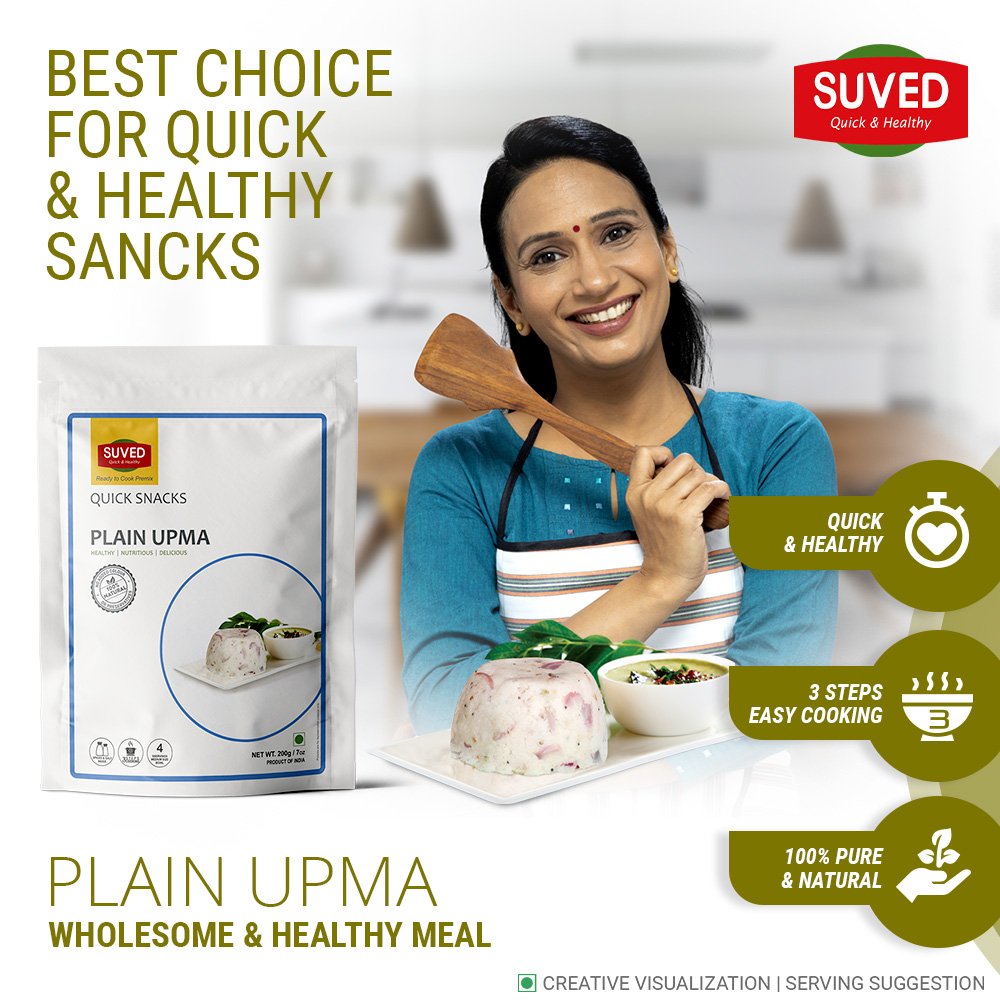 BEST CHOICE
FOR QUICK
& HEALTHY
SANCKS
SUVED
Quick & Healthy
SUVED
Quick & Healthy
Ready to Cook Premix
QUICK SNACKS
PLAIN UPMA
HEALTHY | NUTRITIOUS | DELICIOUS
100%
NATURAL
4
NET WT. 200g / 7oz
PRODUCT OF INDIA
QUICK
& HEALTHY
3 STEPS
EASY COOKING
3
100% PURE
& NATURAL
PLAIN UPMA
WHOLESOME & HEALTHY MEAL
CREATIVE VISUALIZATION | SERVING SUGGESTION